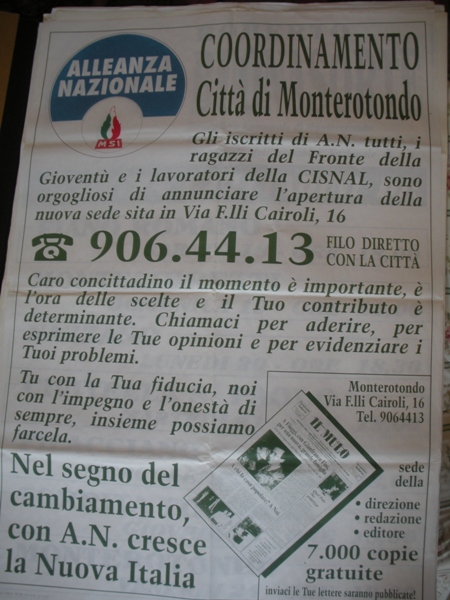 ALLEANZA
NAZIONALE
MSI
COORDINAMENTO
Città di Monterotondo
Gli iscritti di A.N. tutti, i
ragazzi del Fronte della
Gioventù e i lavoratori della CISNAL, sono
orgogliosi di annunciare l'apertura della
nuova sede sita in Via F.lli Cairoli, 16
☎ 906.44.13 FILO DIRETTO
CON LA CITTÀ
Caro concittadino il momento è importante, è
l'ora delle scelte e il Tuo contributo è
determinante. Chiamaci per aderire, per
esprimere le Tue opinioni e per evidenziare i
Tuoi problemi.
Tu con la Tua fiducia, noi
con l'impegno e l'onestà di
sempre, insieme possiamo
farcela.
Nel segno del
cambiamento,
con A.N. cresce
la Nuova Italia
Monterotondo
Via F.lli Cairoli, 16
Tel. 9064413
IL MULO
sede
della
• direzione
• redazione
• editore
7.000 copie
gratuite
inviaci le Tue lettere saranno pubblicate!